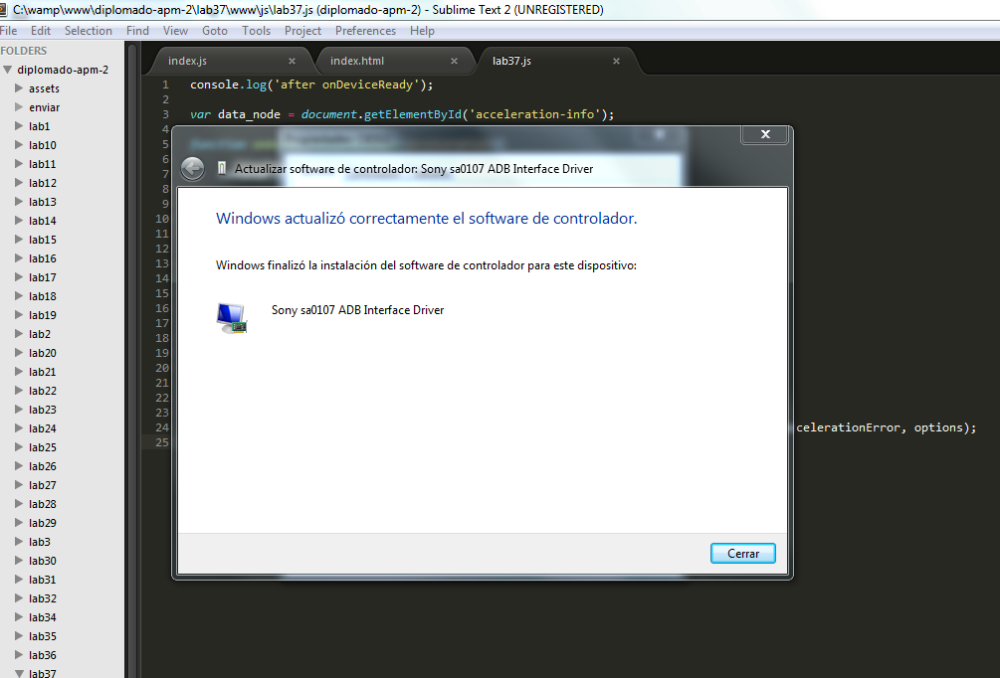 C:\wamp\www\diplomado-apm-2\lab37\www\js\lab37.js (diplomado-apm-2) - Sublime Text 2 (UNREGISTERED)
File Edit Selection Find View Goto Tools Project Preferences Help
FOLDERS
diplomado-apm-2
assets
enviar
lab1
lab10
lab11
lab12
lab13
lab14
lab15
lab16
lab17
lab18
lab19
lab2
lab20
lab21
lab22
lab23
lab24
lab25
lab26
lab27
lab28
lab29
lab3
lab30
lab31
lab32
lab34
lab35
lab36
lab37
index.js
index.html
lab37.js
1 console.log('after onDeviceReady');
2
3 var data_node = document.getElementById('acceleration-info');
4
5
6
7
8
9
10
11
12
13
14
15
16
17
18
19
20
21
22
23
24 celerationError, options);
25
Actualizar software de controlador: Sony sa0107 ADB Interface Driver
Windows actualizó correctamente el software de controlador.
Windows finalizó la instalación del software de controlador para este dispositivo:
Sony sa0107 ADB Interface Driver
Cerrar